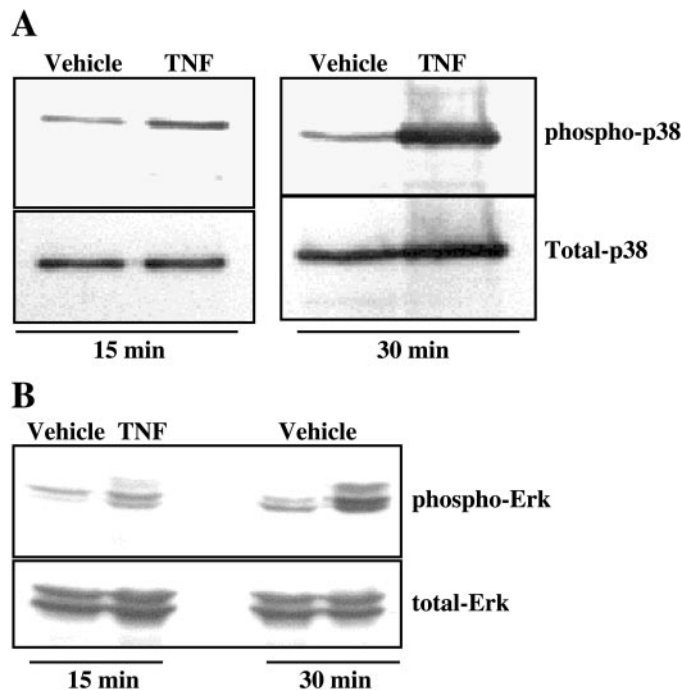 A
Vehicle TNF Vehicle TNF
phospho-p38
Total-p38
15 min 30 min
B
Vehicle TNF Vehicle
phospho-Erk
total-Erk
15 min 30 min